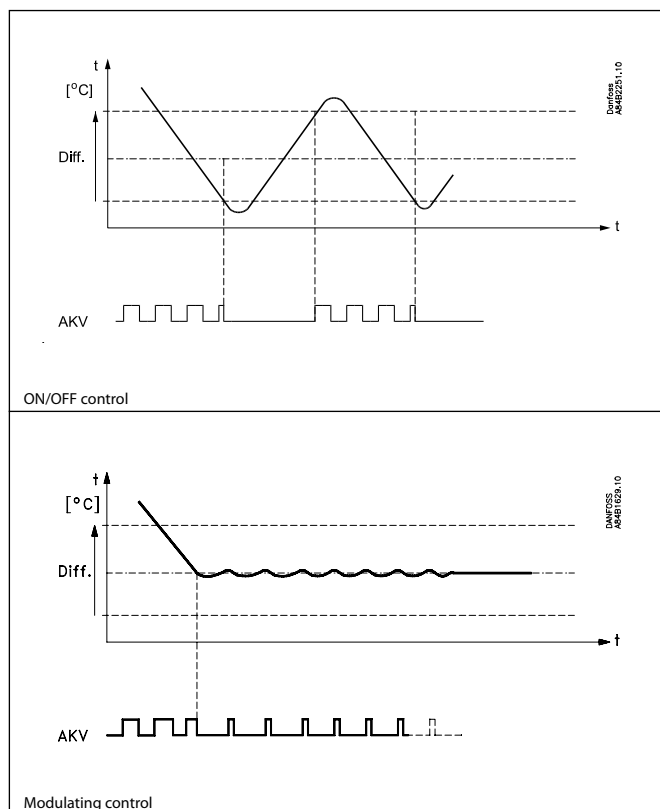 t
[°C]
Diff.
t
AKV
Danfoss
A84B2251.10
ON/OFF control
t
[°C]
Diff.
t
AKV
DANFOSS
A84B1629.10
Modulating control